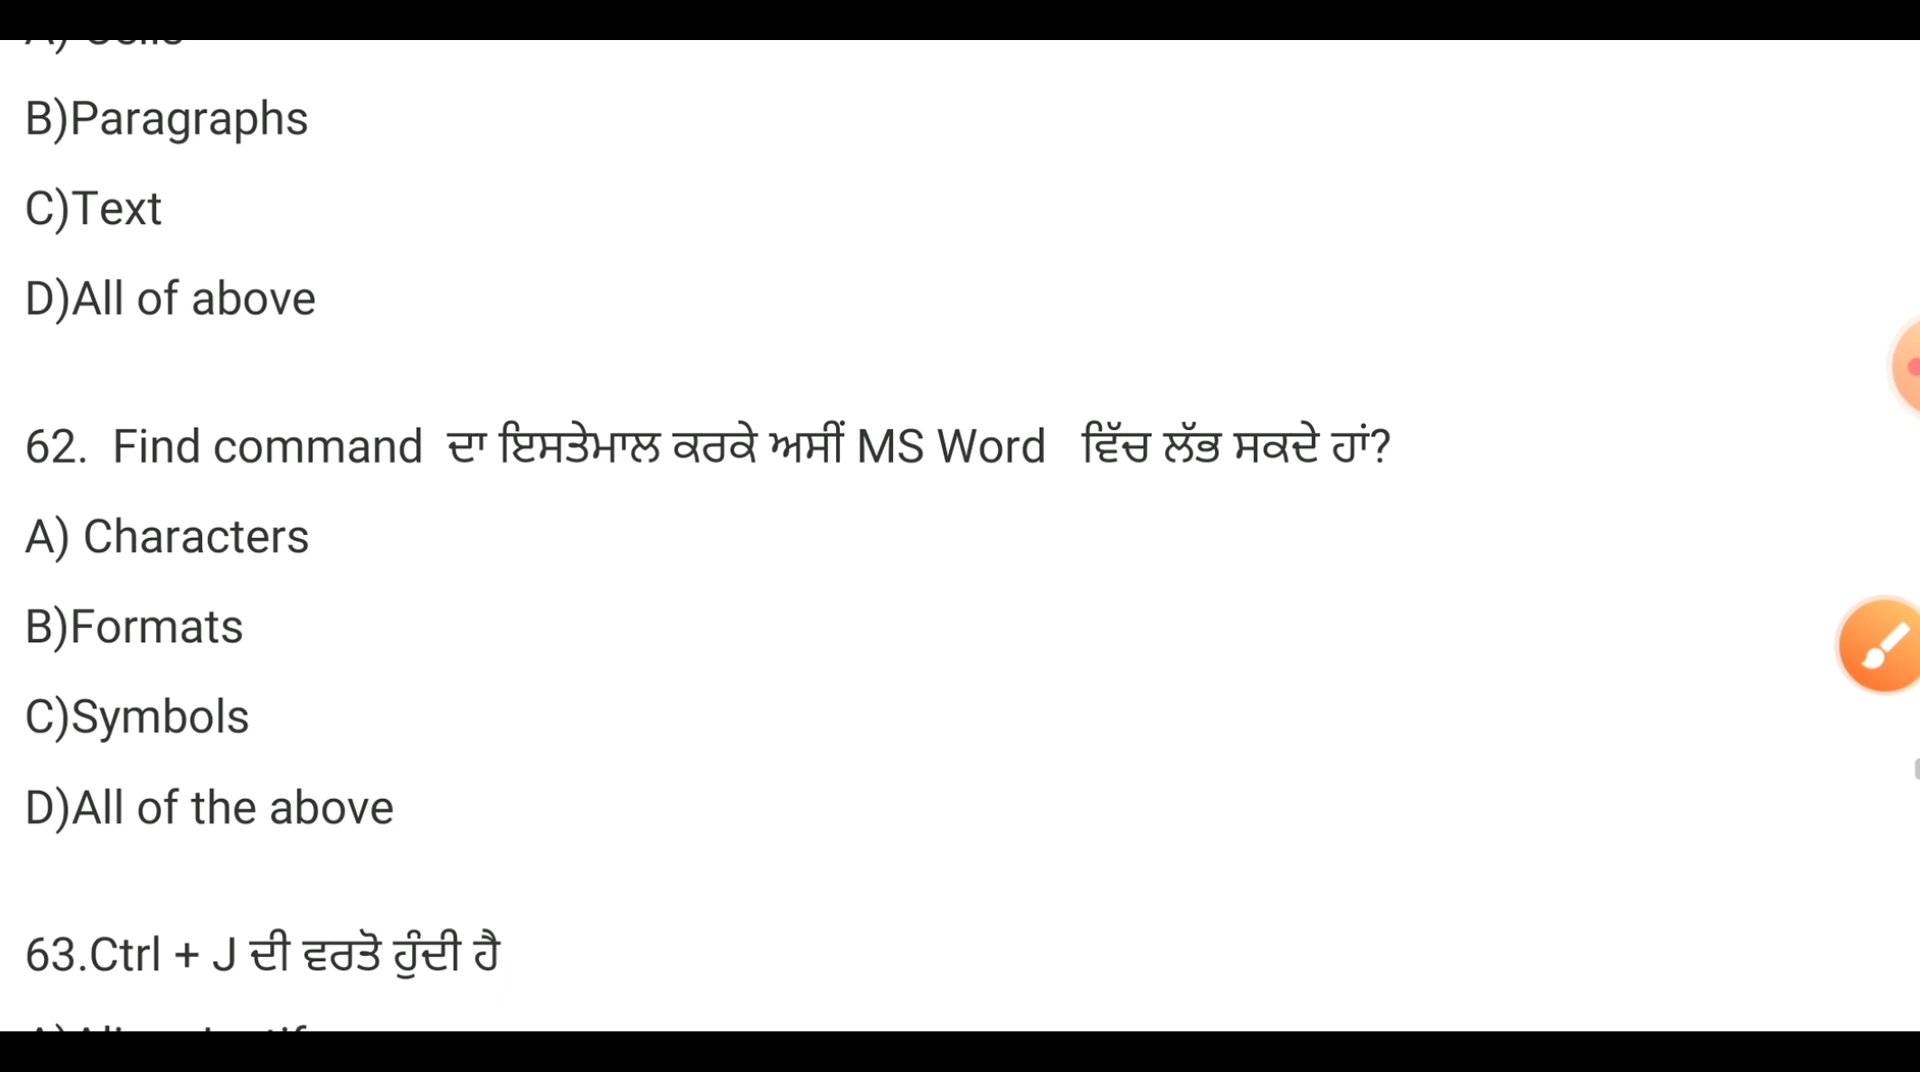 B)Paragraphs
C)Text
D)All of above
62. Find command ਦਾ ਇਸਤੇਮਾਲ ਕਰਕੇ ਅਸੀਂ MS Word ਵਿੱਚ ਲੱਭ ਸਕਦੇ ਹਾਂ?
A) Characters
B)Formats
C)Symbols
D)All of the above
63.Ctrl + J ਦੀ ਵਰਤੋ ਹੁੰਦੀ ਹੈ